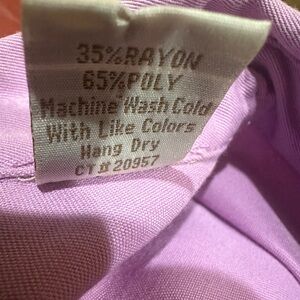 35%RAYON
65%POLY
Machine Wash Cold
With Like Colors
Hang Dry
CT#20957